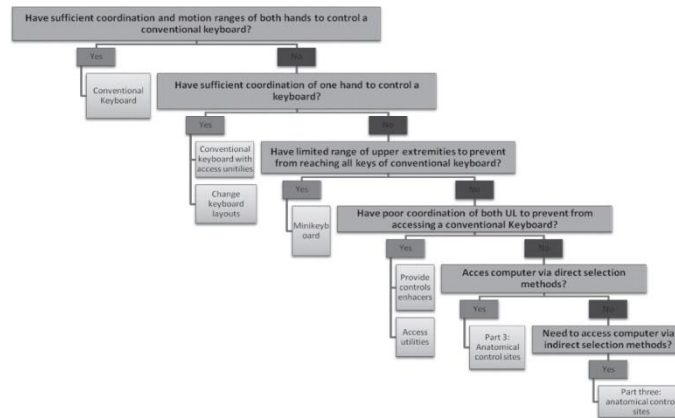 Have sufficient coordination and motion ranges of both hands to control a
conventional keyboard?
Yes
No
Conventional
Keyboard
Have sufficient coordination of one hand to control a
keyboard?
Yes
No
Conventional
keyboard with
access unitilies
Change
keyboard
layouts
Have limited range of upper extremities to prevent
from reaching all keys of conventional keyboard?
Yes
No
Minikeyb
oard
Have poor coordination of both UL to prevent from
accessing a conventional Keyboard?
Yes
No
Provide
controls
enhacers
Access
utilities
Acces computer via direct selection
methods?
Yes
No
Part 3:
Anatomical
control sites
Need to access computer via
indirect selection methods?
Yes
Part three:
anatomical contro
sites